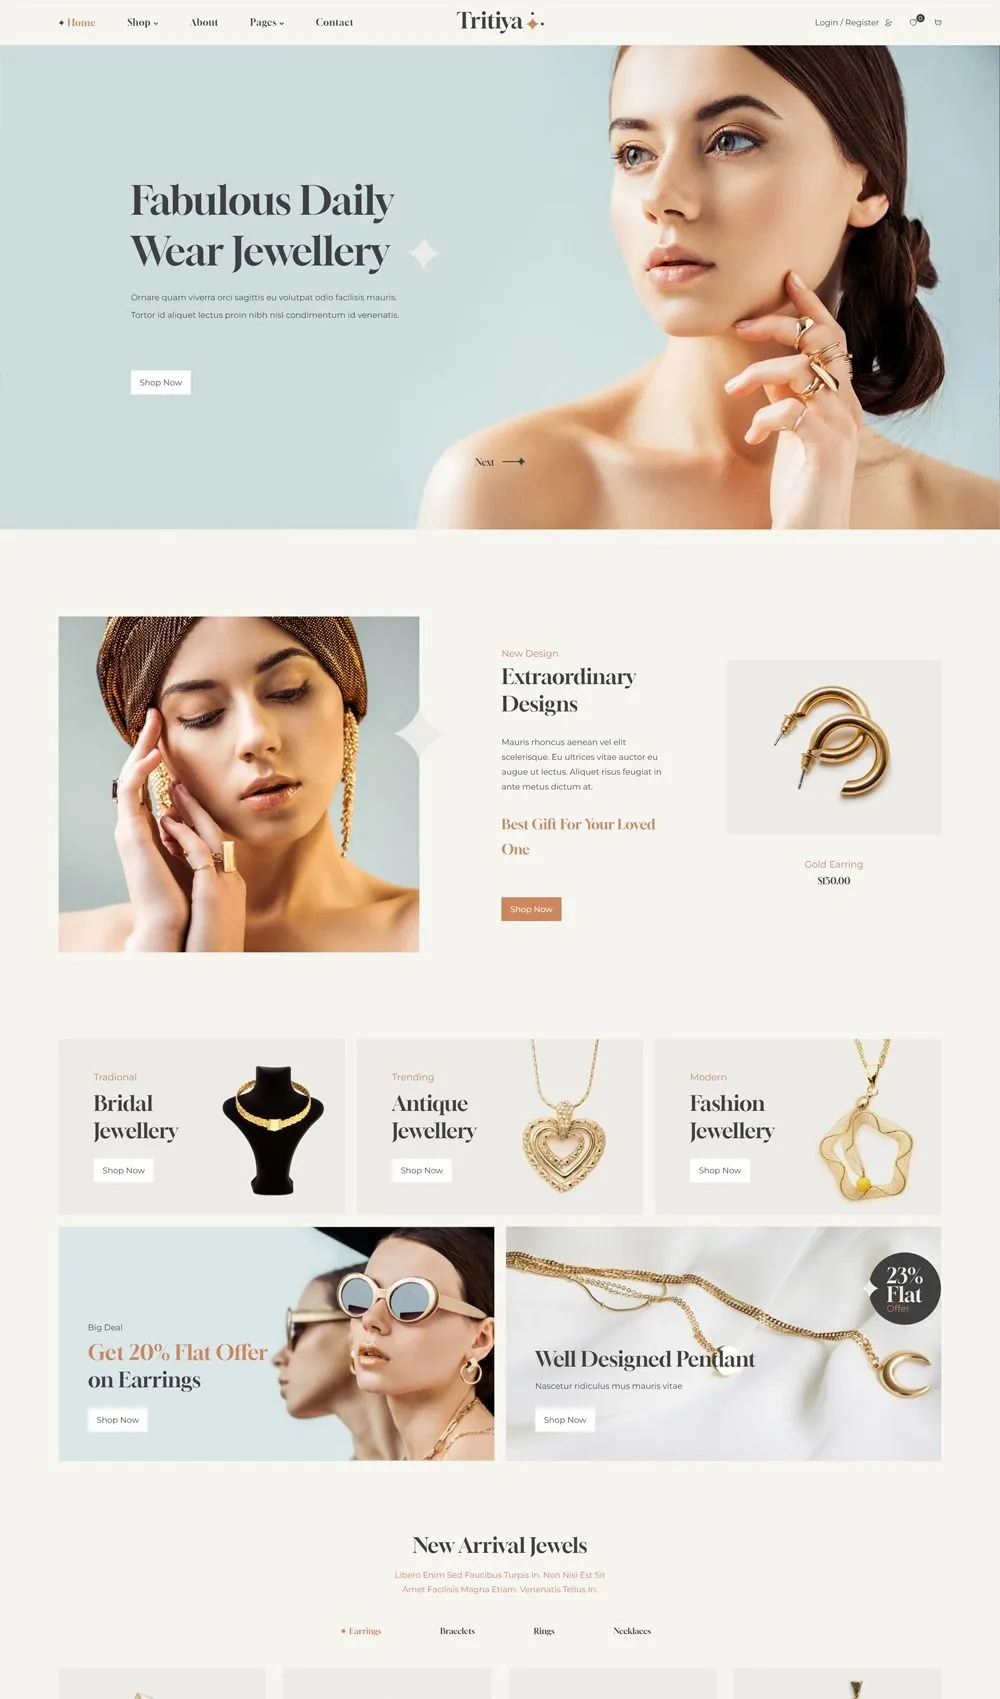 Home
Shop
About
Pages
Contact
Tritiya
Login / Register
0
Fabulous Daily
Wear Jewellery
Ornare quam viverra orci sagittis eu volutpat odio facilisis mauris.
Tortor id aliquet lectus proin nibh nisl condimentum id venenatis.
Shop Now
Next
New Design
Extraordinary
Designs
Mauris rhoncus aenean vel elit
scelerisque. Eu ultrices vitae auctor eu
augue ut lectus. Aliquet risus feugiat in
ante metus dictum at.
Best Gift For Your Loved
One
Shop Now
Gold Earring
$150.00
Tradional
Bridal
Jewellery
Shop Now
Trending
Antique
Jewellery
Shop Now
Modern
Fashion
Jewellery
Shop Now
Big Deal
Get 20% Flat Offer
on Earrings
Shop Now
23%
Flat
Offer
Well Designed Pendant
Nascetur ridiculus mus mauris vitae
Shop Now
New Arrival Jewels
Libero Enim Sed Faucibus Turpis In. Non Nisi Est Sit
Amet Facilisis Magna Etiam. Venenatis Tellus In.
Earrings
Bracelets
Rings
Necklaces